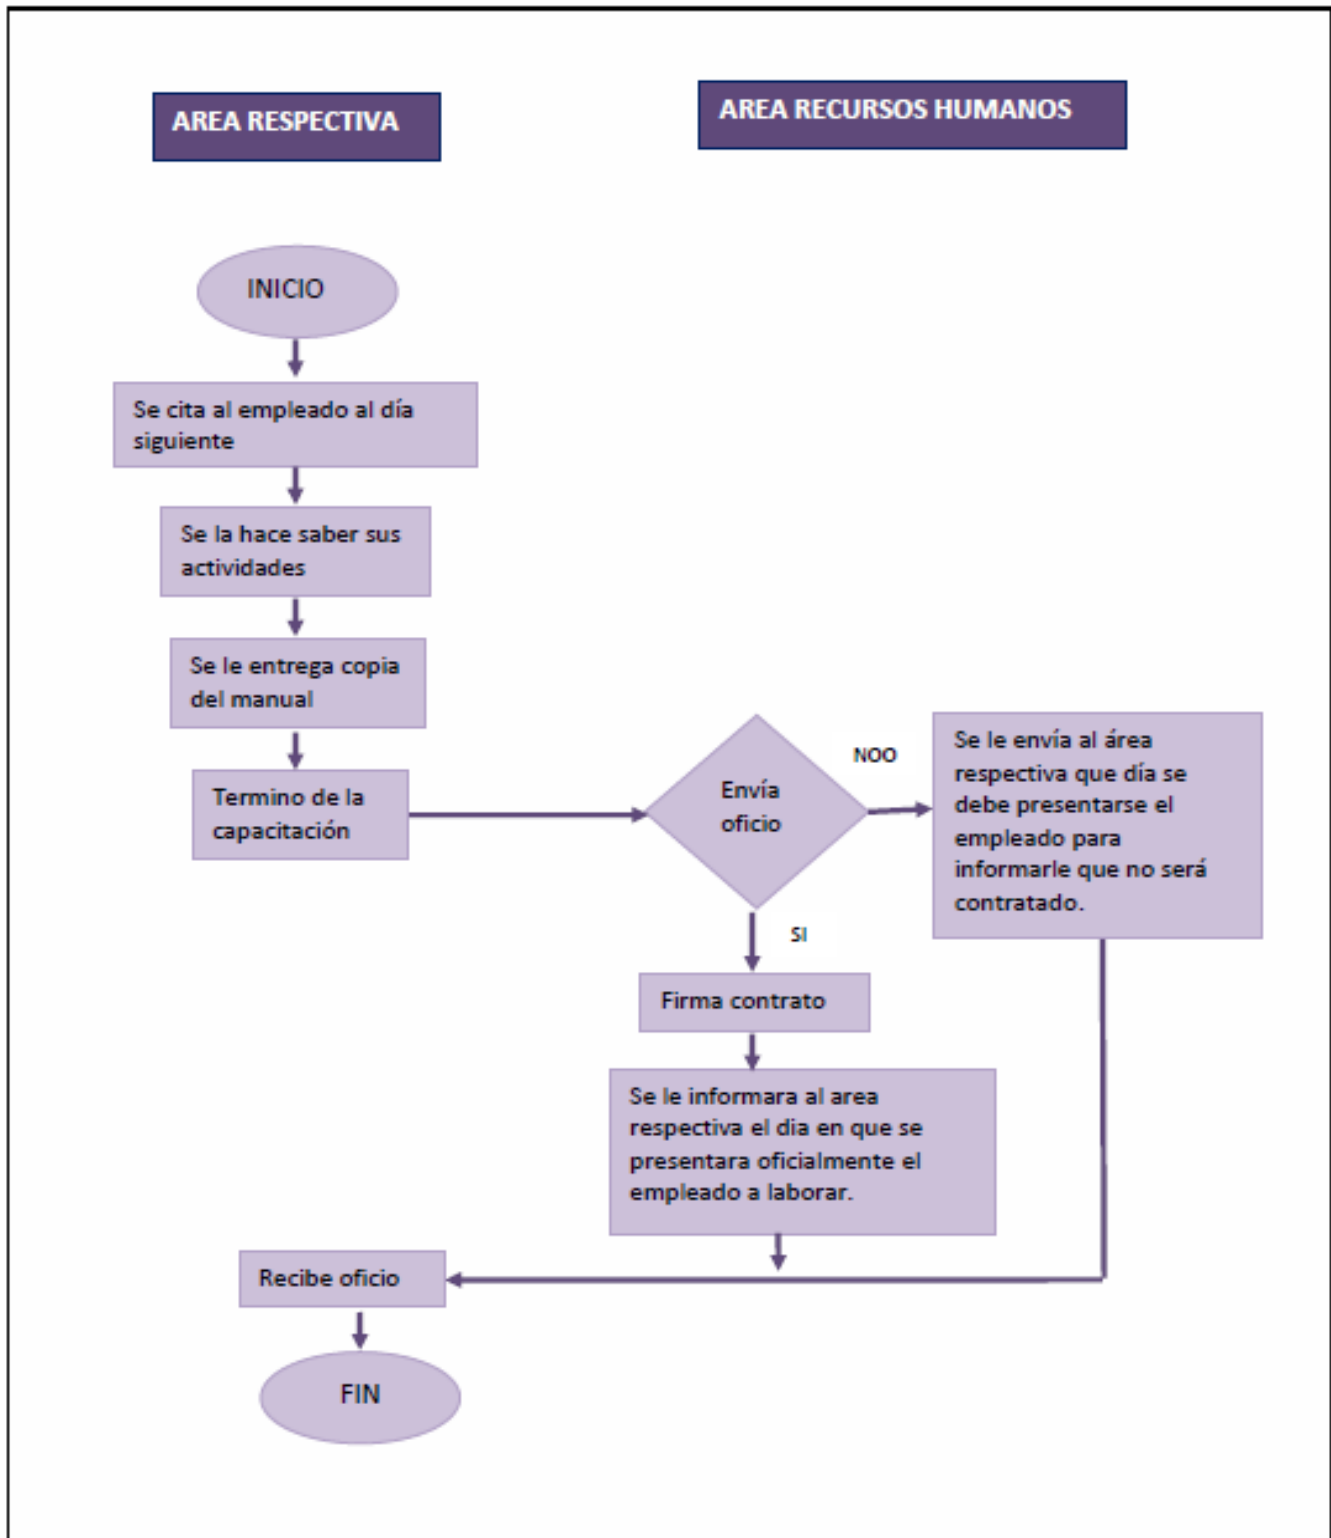 AREA RESPECTIVA
AREA RECURSOS HUMANOS
INICIO
Se cita al empleado al día
siguiente
Se la hace saber sus
actividades
Se le entrega copia
del manual
Termino de la
capacitación
Envía
oficio
NOO
Se le envía al área
respectiva que día se
debe presentarse el
empleado para
informarle que no será
contratado.
SI
Firma contrato
Se le informara al area
respectiva el dia en que se
presentara oficialmente el
empleado a laborar.
Recibe oficio
FIN